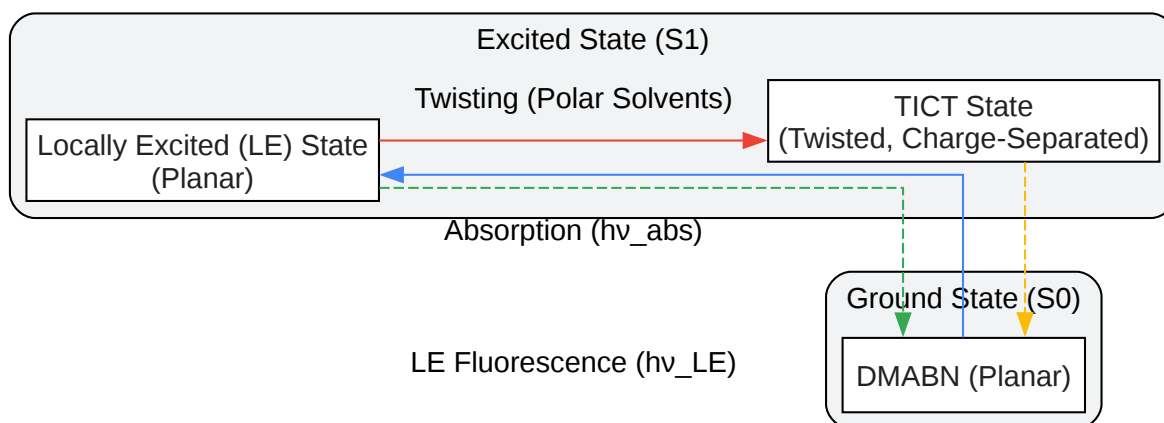 Excited State (S1)
Twisting (Polar Solvents)
TICT State
(Twisted, Charge-Separated)
Locally Excited (LE) State
(Planar)
Absorption (hν_abs)
Ground State (S0)
LE Fluorescence (hν_LE)
DMABN (Planar)